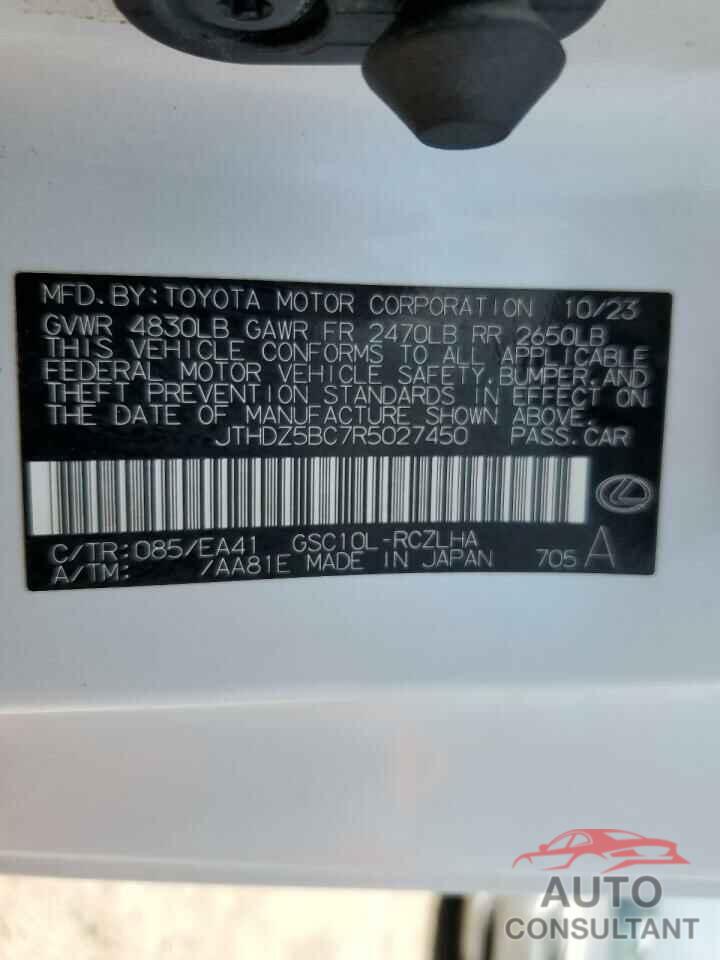 MFD. BY: TOYOTA MOTOR CORPORATION 10/23
GVWR 4830LB GAWR FR 2470LB RR 2650LB
THIS VEHICLE CONFORMS TO ALL APPLICABLE
FEDERAL MOTOR VEHICLE SAFETY, BUMPER, AND
THEFT PREVENTION STANDARDS IN EFFECT ON
THE DATE OF MANUFACTURE SHOWN ABOVE.
JTHDZ5BC7R5027450 PASS. CAR
C/TR: 085/EA41 GSC10L-RCZLHA
A/TM: /AA81E MADE IN JAPAN 705 A
AUTO
CONSULTANT